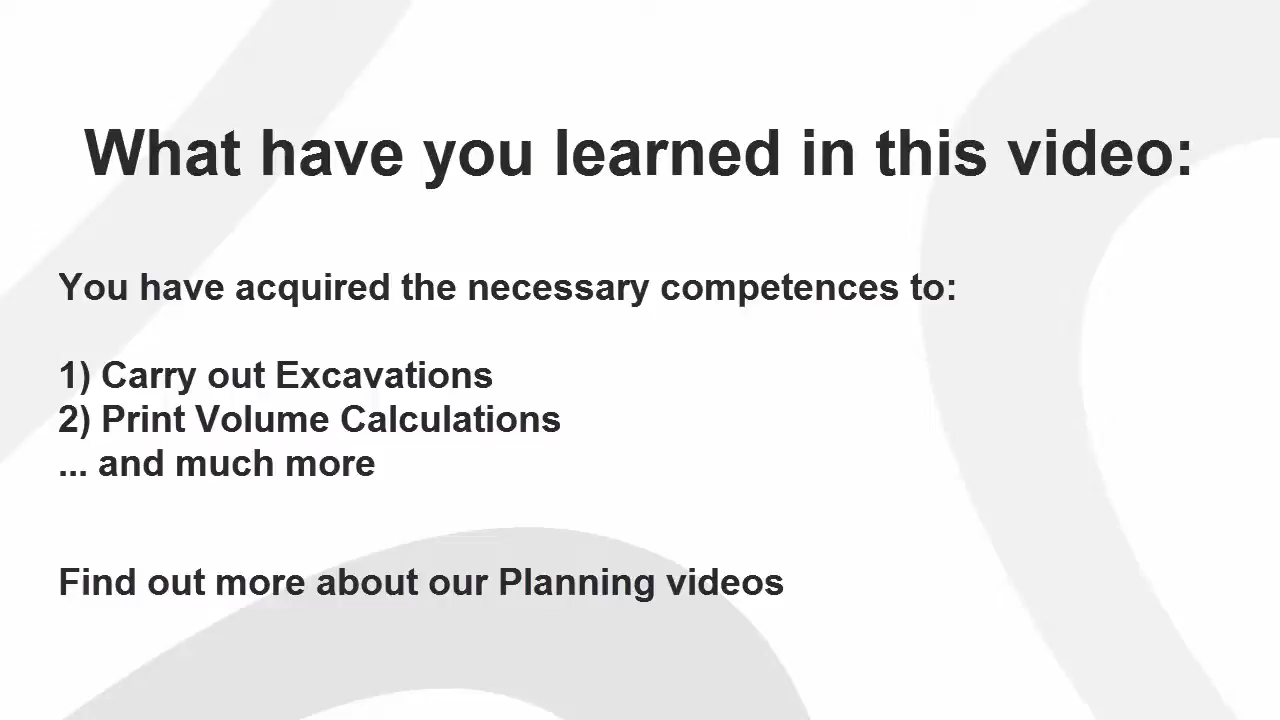 What have you learned in this video:
You have acquired the necessary competences to:
1) Carry out Excavations
2) Print Volume Calculations
... and much more
Find out more about our Planning videos